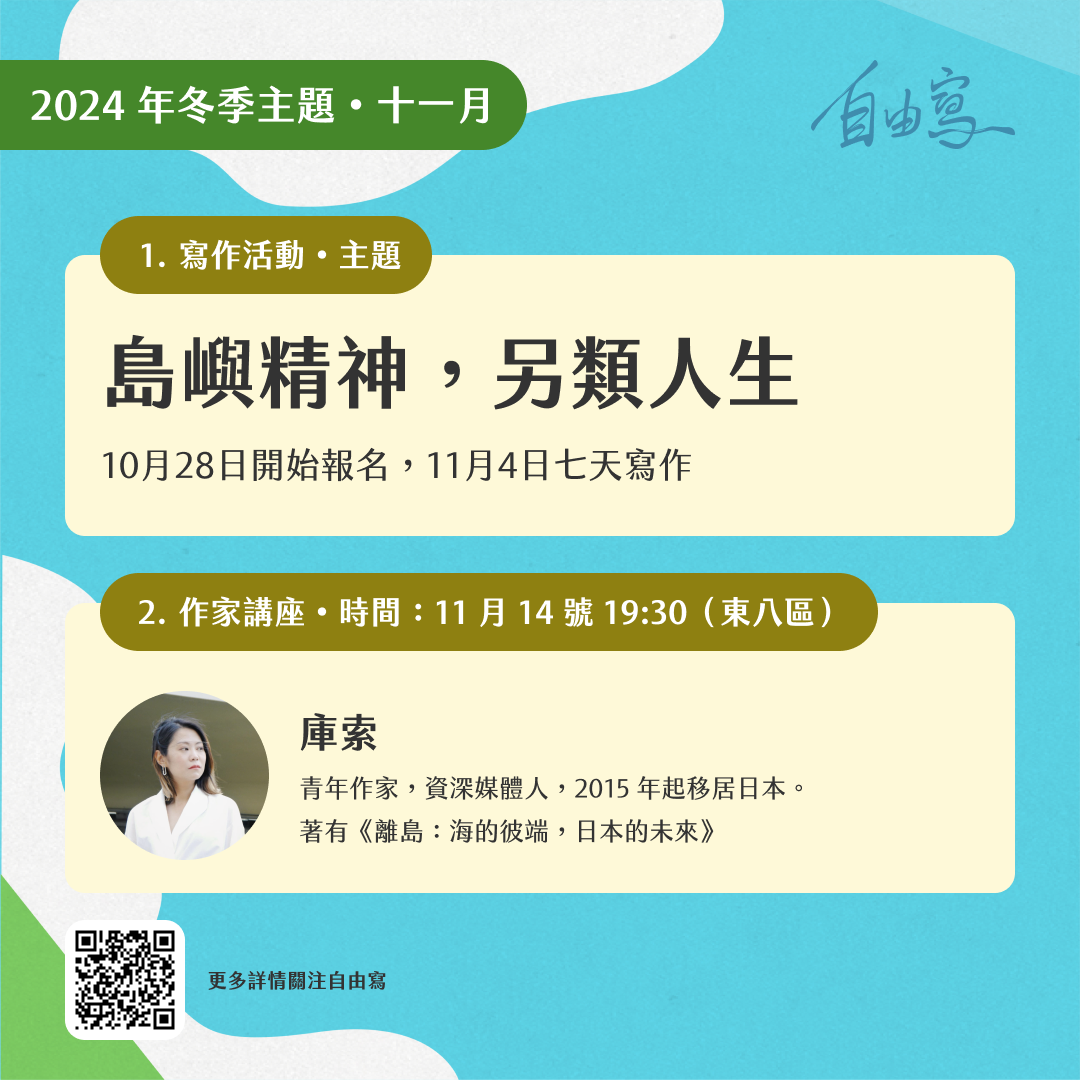 2024 年冬季主題・十一月
自由寫
1. 寫作活動・主題
島嶼精神，另類人生
10月28日開始報名，11月4日七天寫作
2. 作家講座・時間：11 月 14 號 19:30（東八區）
庫索
青年作家，資深媒體人，2015 年起移居日本。
著有《離島：海的彼端，日本的未來》
更多詳情關注自由寫